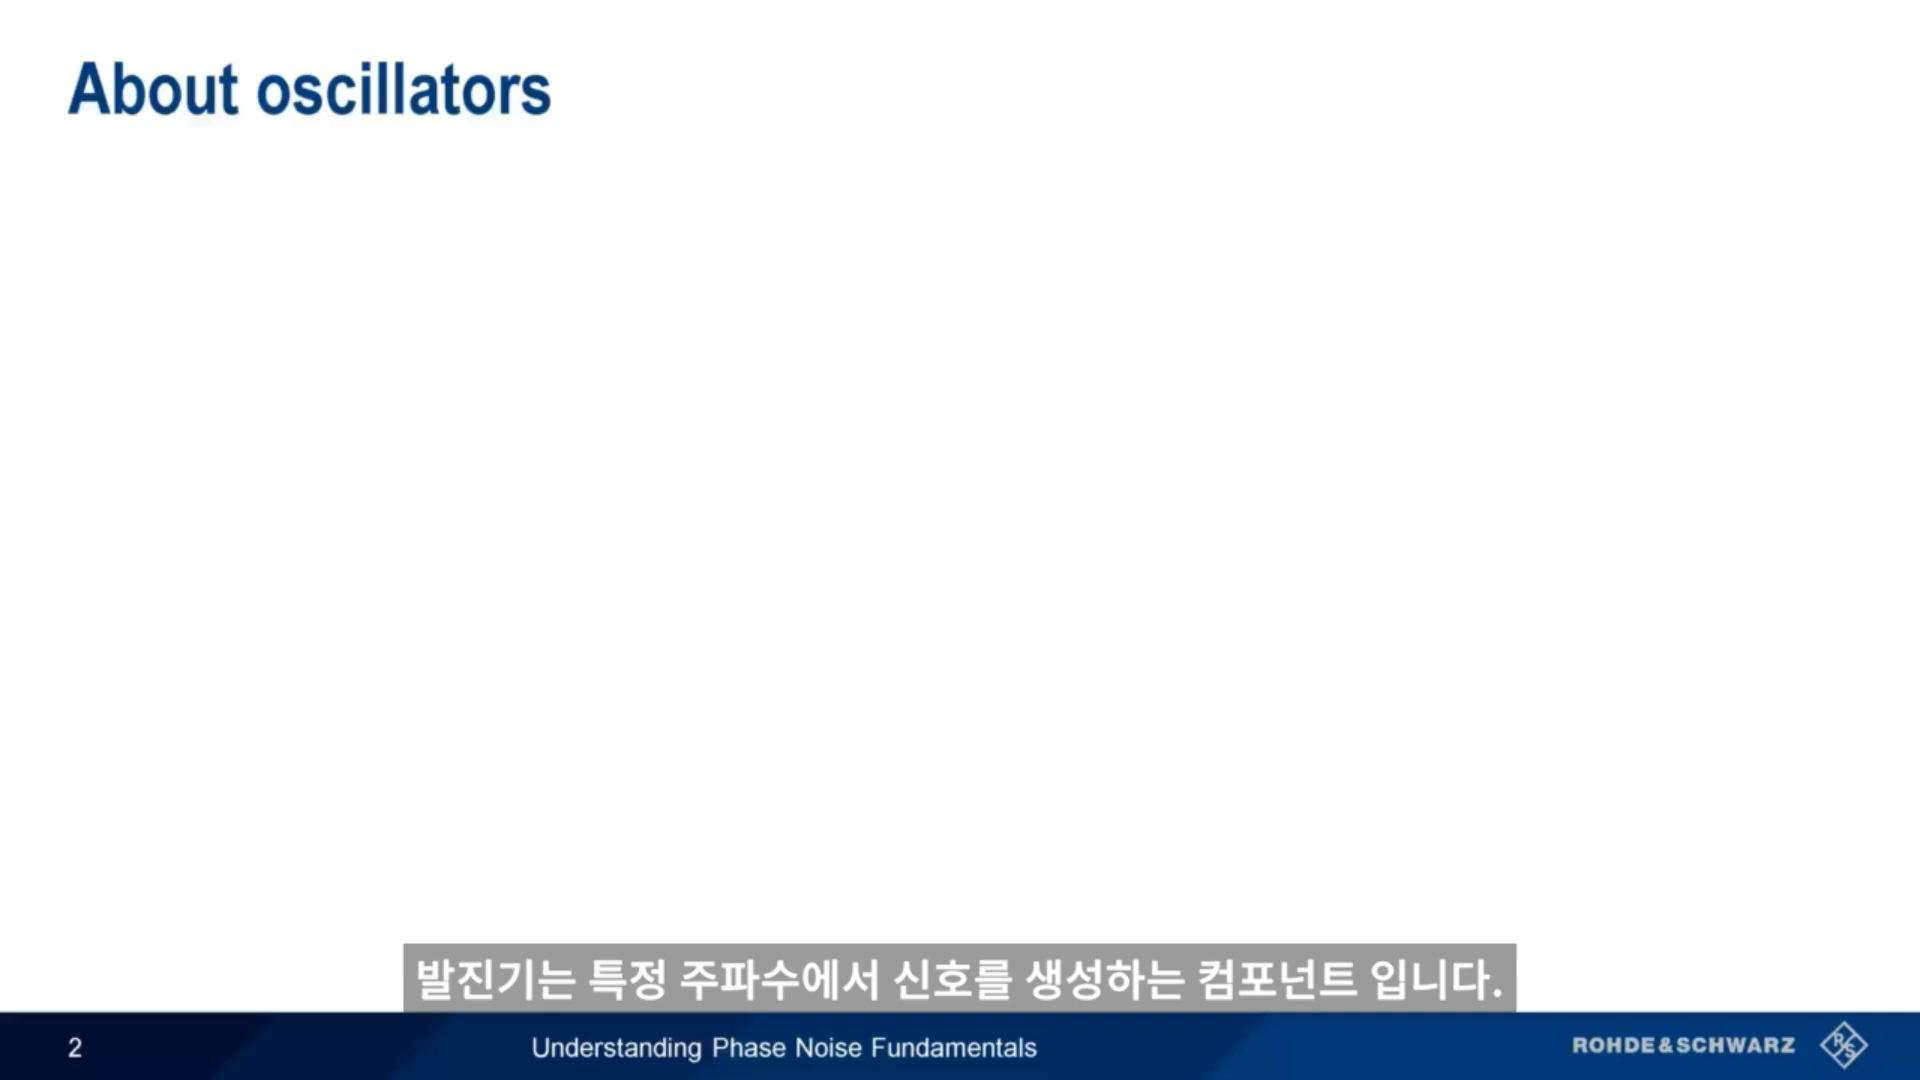 About oscillators
발진기는 특정 주파수에서 신호를 생성하는 컴포넌트 입니다.
2
Understanding Phase Noise Fundamentals
ROHDE&SCHWARZ
R&S